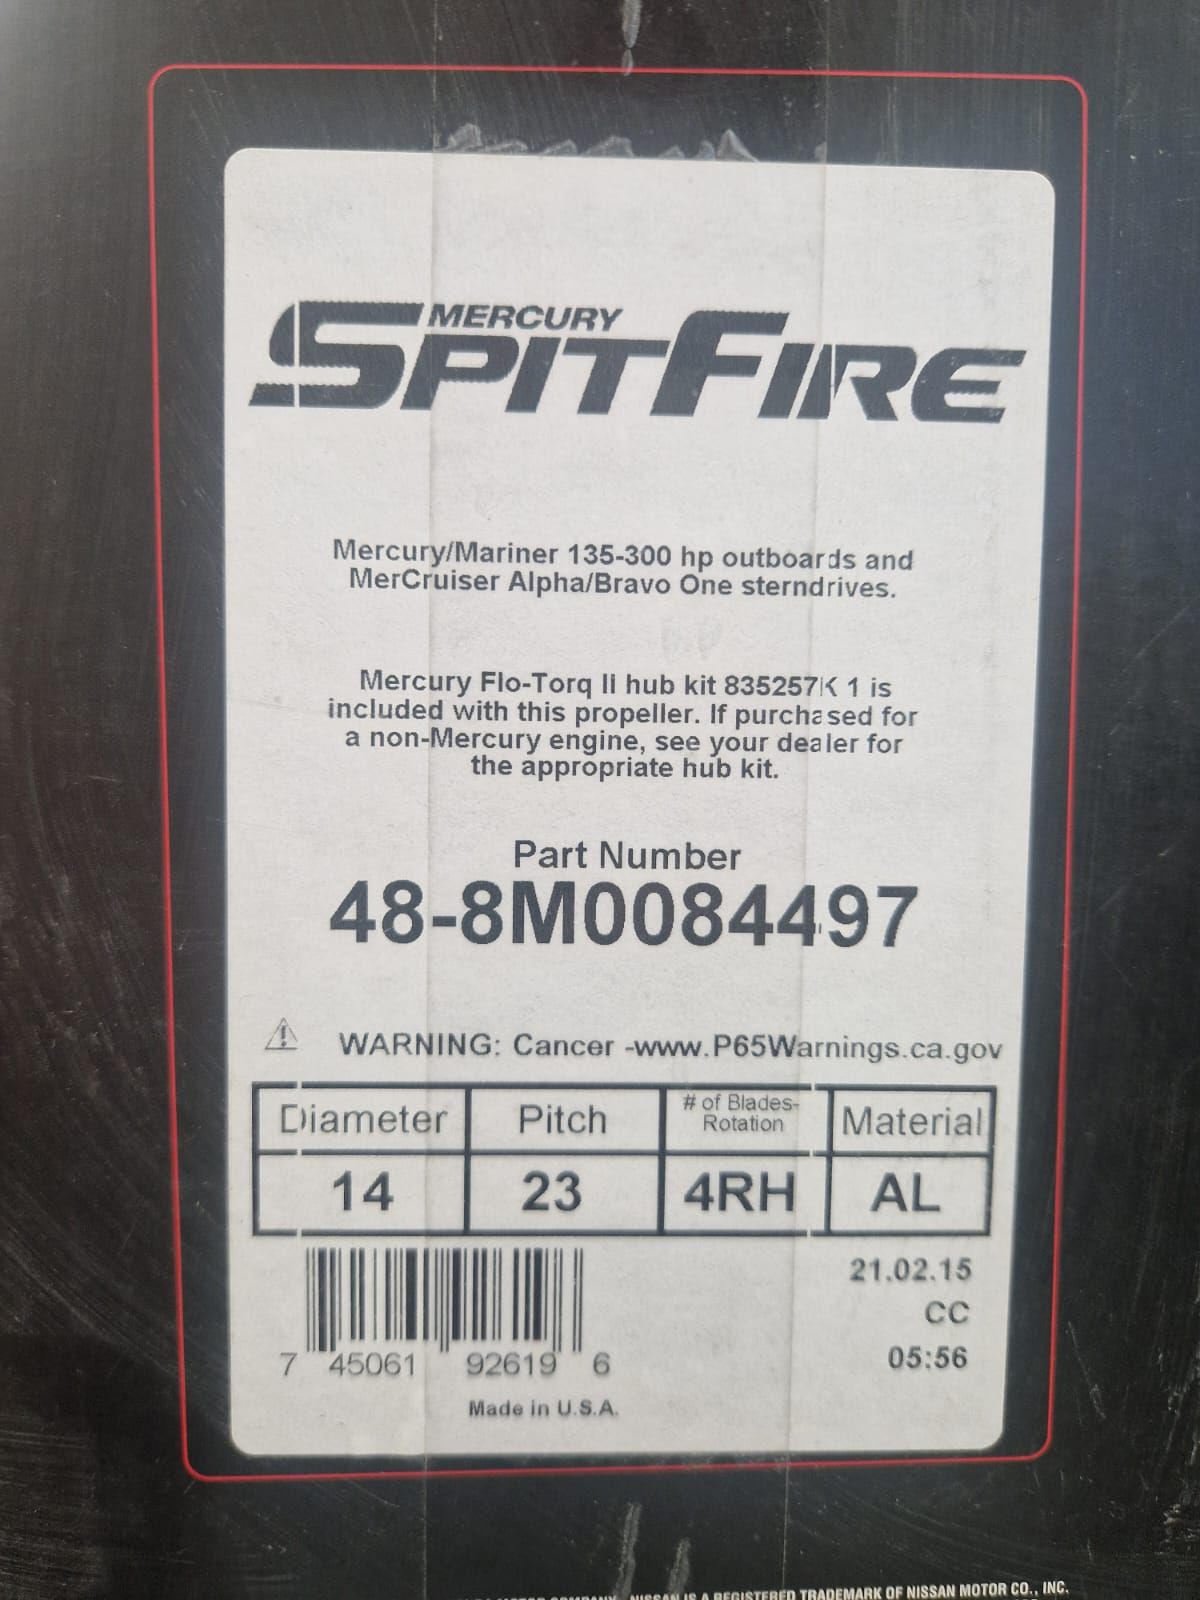 MERCURY
SPITFIRE
Mercury/Mariner 135-300 hp outboards and
MerCruiser Alpha/Bravo One sterndrives.
Mercury Flo-Torq II hub kit 835257K 1 is
included with this propeller. If purchased for
a non-Mercury engine, see your dealer for
the appropriate hub kit.
Part Number
48-8M0084497
WARNING: Cancer -www.P65Warnings.ca.gov
Diameter Pitch # of Blades-
Rotation Material
14 23 4RH AL
21.02.15
CC
05:56
7 45061 92619 6
Made in U.S.A.
MOTOR COMPANY. NISSAN IS A REGISTERED TRADEMARK OF NISSAN MOTOR CO., INC.